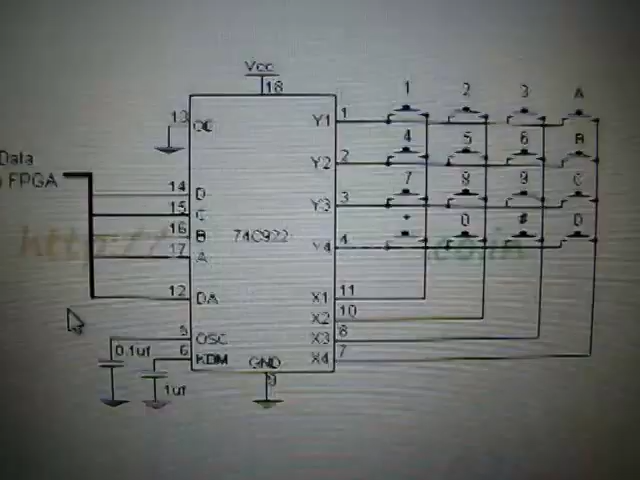 Vcc
18
1 2 3 A
13 OC Y1 1
4 5 6 B
Data
FPGA
Y2 2
14 D
7 8 9 C
15 C Y3 3
16 B 74C922
* 0 # D
17 A Y4 4
12 DA X1 11
X2 10
5 OSC X3 8
0.1uf 6 KBM X4 7
GND
9
1uf